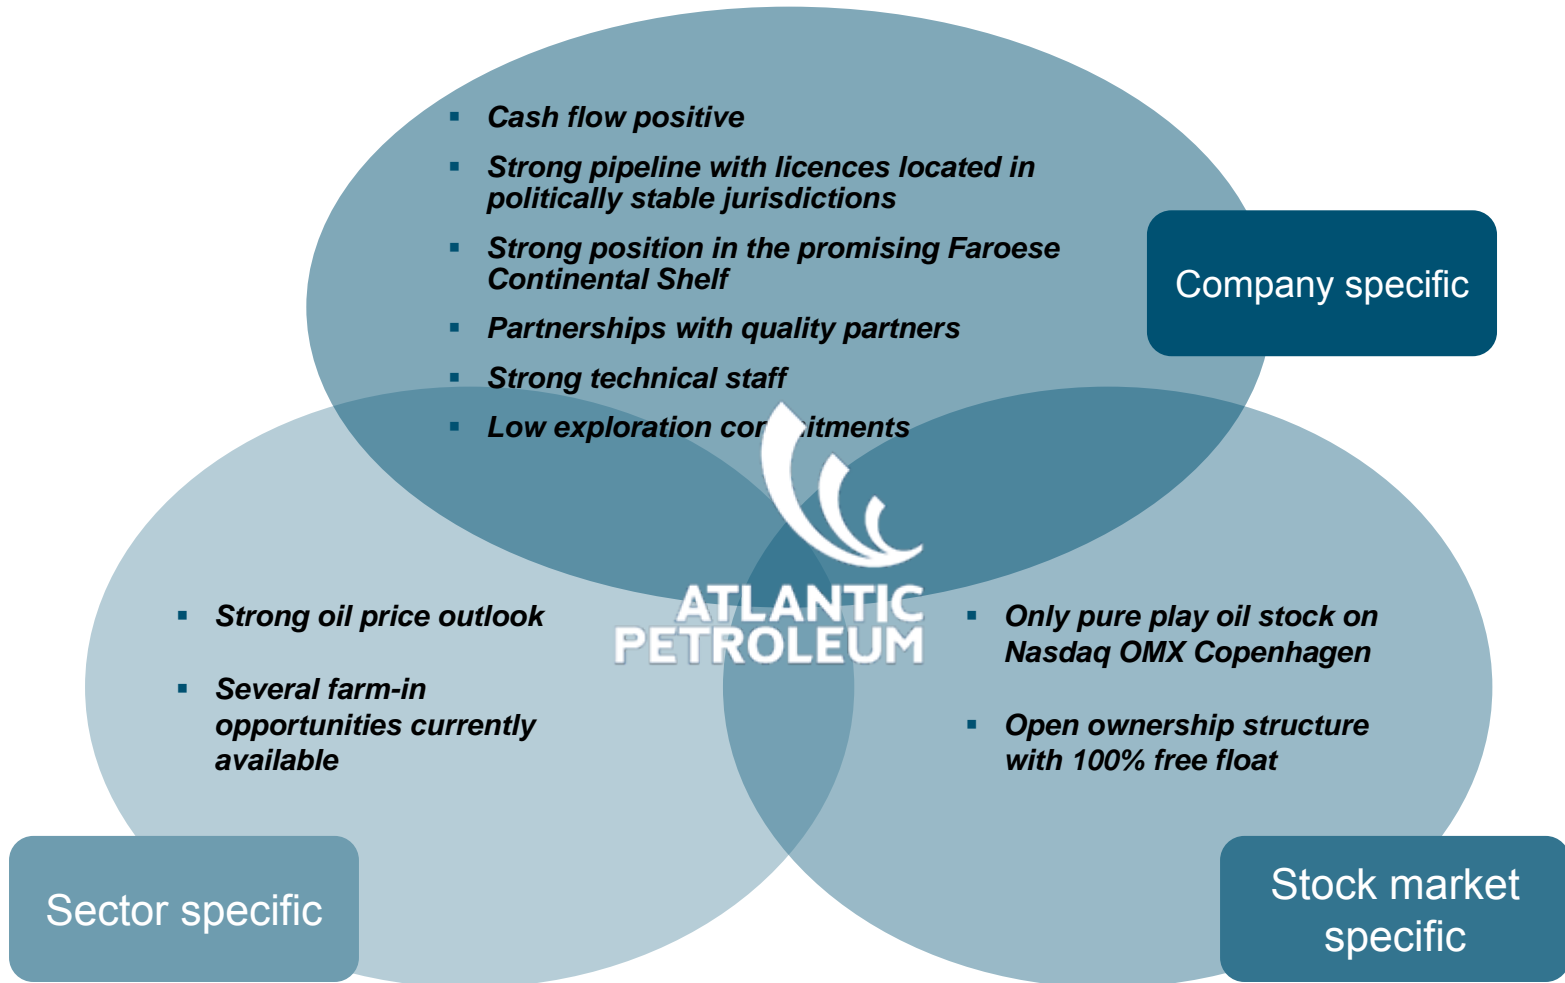 ▪ Cash flow positive
▪ Strong pipeline with licences located in
politically stable jurisdictions
▪ Strong position in the promising Faroese
Continental Shelf
▪ Partnerships with quality partners
▪ Strong technical staff
▪ Low exploration commitments
Company specific
ATLANTIC
PETROLEUM
▪ Strong oil price outlook
▪ Several farm-in
opportunities currently
available
▪ Only pure play oil stock on
Nasdaq OMX Copenhagen
▪ Open ownership structure
with 100% free float
Sector specific
Stock market
specific